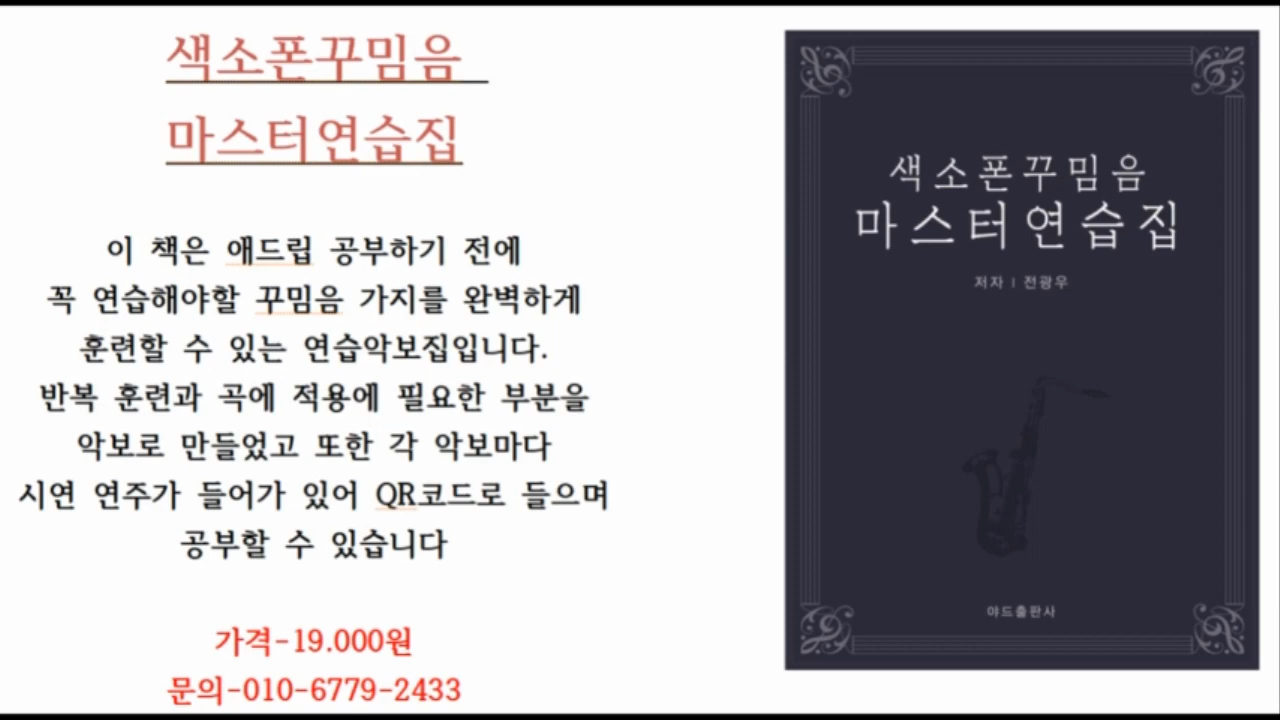 색소폰꾸밈음
마스터연습집
이 책은 애드립 공부하기 전에
꼭 연습해야할 꾸밈음 가지를 완벽하게
훈련할 수 있는 연습악보집입니다.
반복 훈련과 곡에 적용에 필요한 부분을
악보로 만들었고 또한 각 악보마다
시연 연주가 들어가 있어 QR코드로 들으며
공부할 수 있습니다
가격-19.000원
문의-010-6779-2433
색소폰꾸밈음
마스터연습집
저자 | 전광우
야드출판사